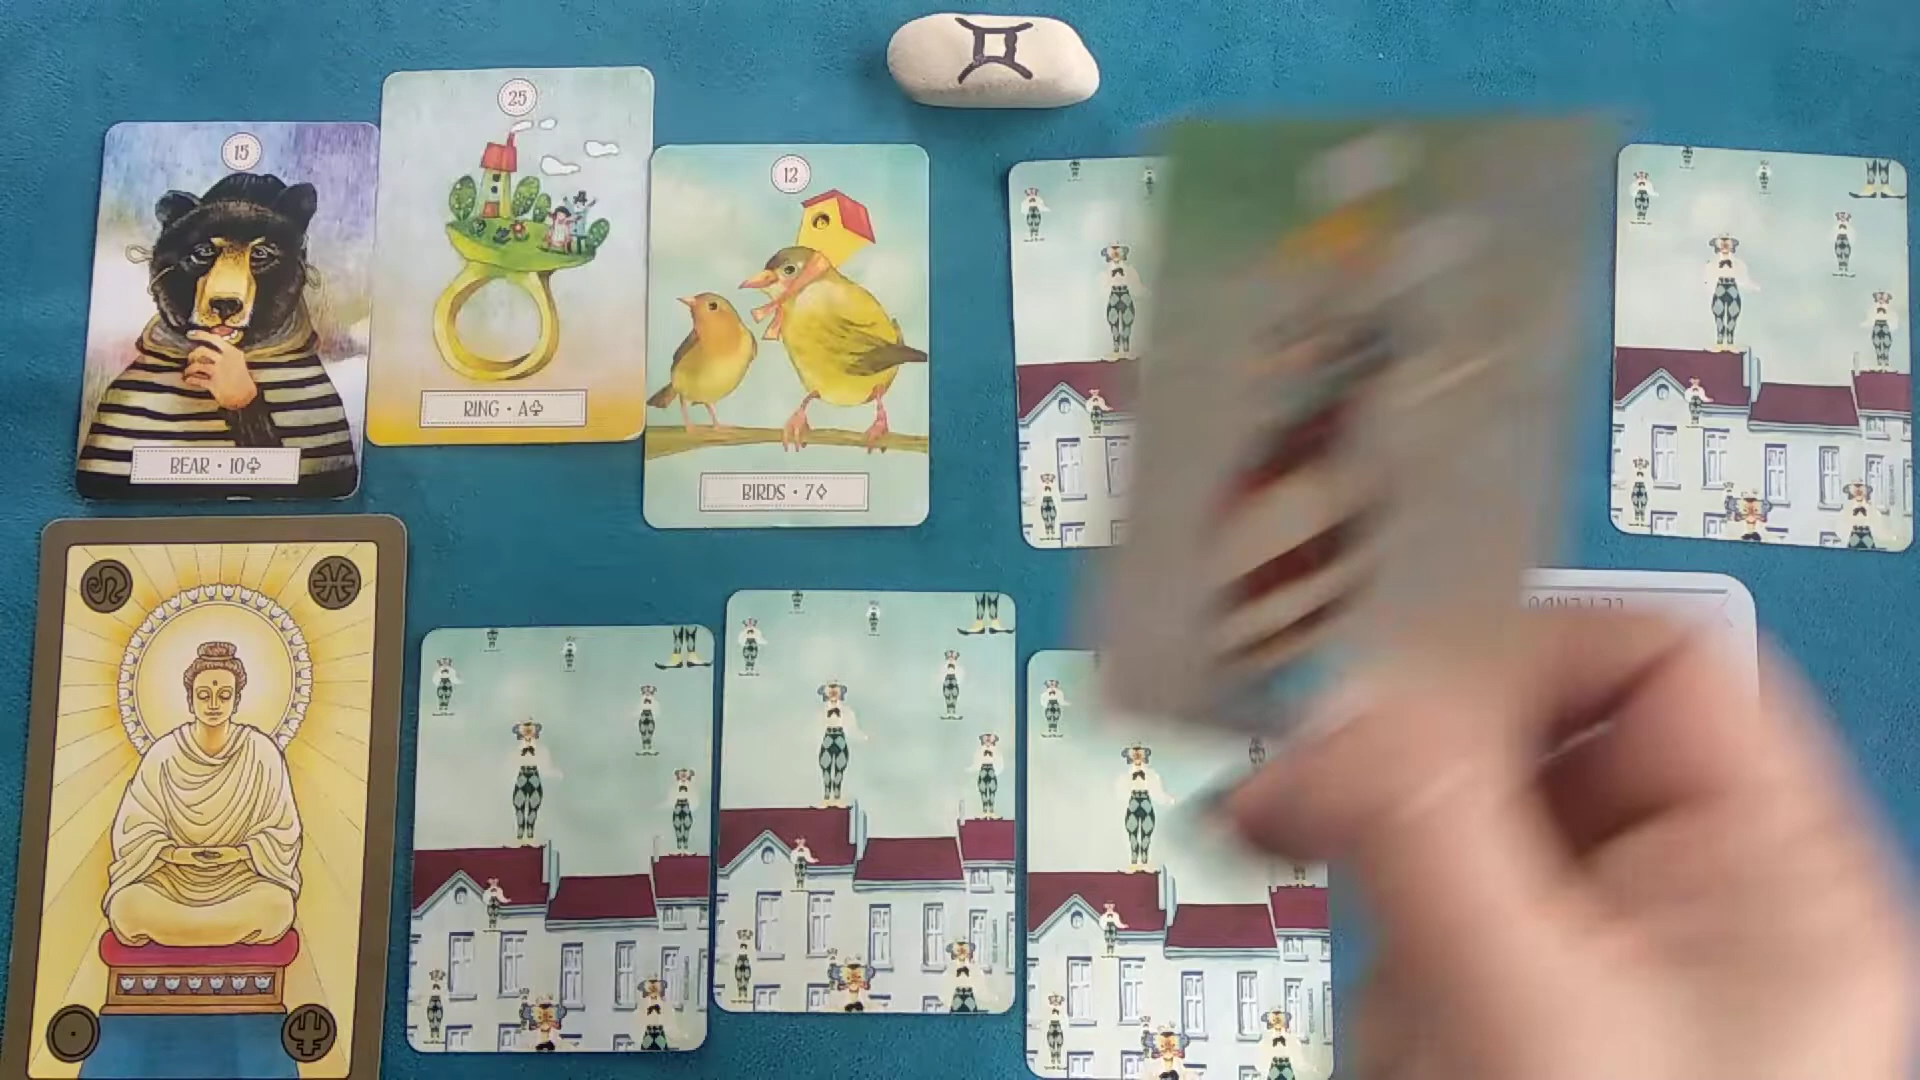 15
BEAR • 10♧
25
RING • A♧
12
BIRDS • 7♢